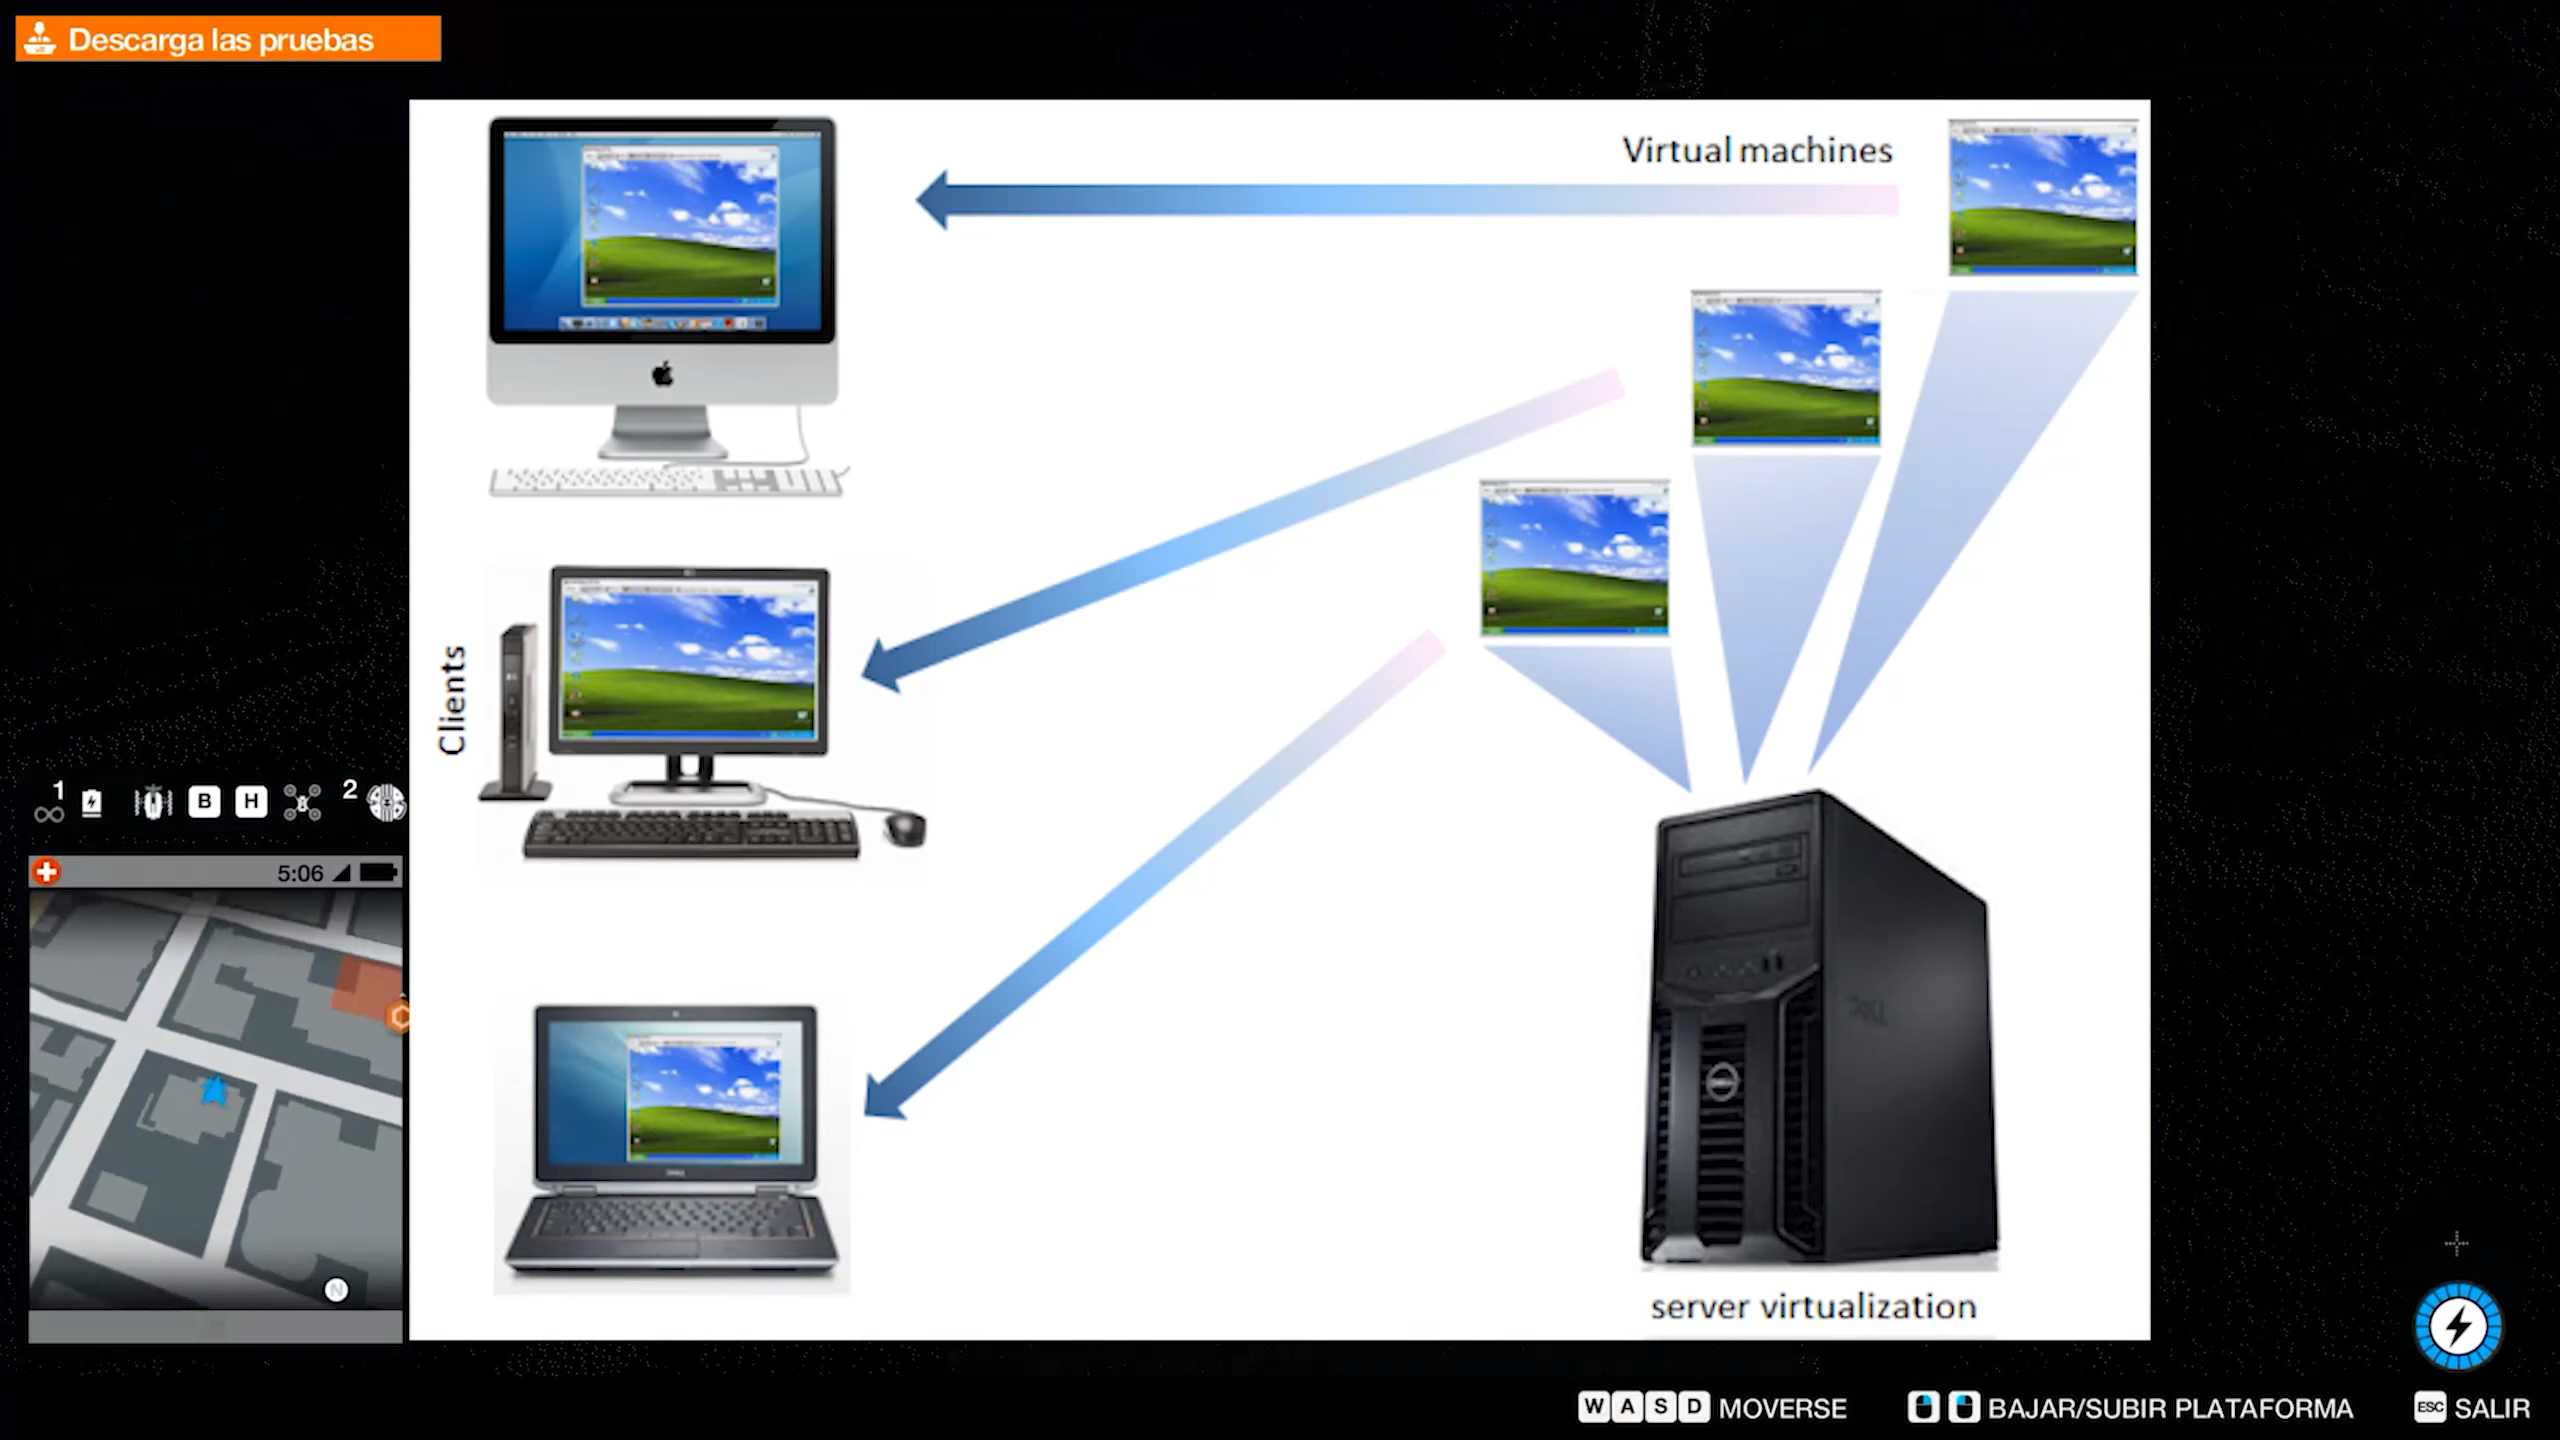 Descarga las pruebas
Virtual machines
Clients
1
B
H
2
5:06
N
server virtualization
W A S D MOVERSE
BAJAR/SUBIR PLATAFORMA
ESC SALIR